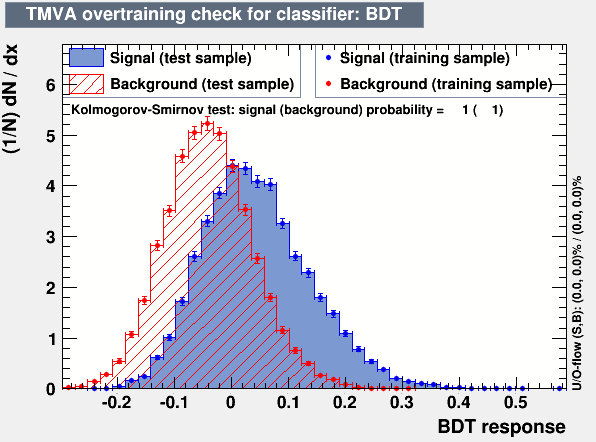 TMVA overtraining check for classifier: BDT
(1/N) dN / dx
Signal (test sample)
Background (test sample)
Signal (training sample)
Background (training sample)
Kolmogorov-Smirnov test: signal (background) probability = 1 ( 1)
6
5
4
3
2
1
0
-0.2 -0.1 0 0.1 0.2 0.3 0.4 0.5
BDT response
U/O-flow (S,B): (0.0, 0.0)% / (0.0, 0.0)%